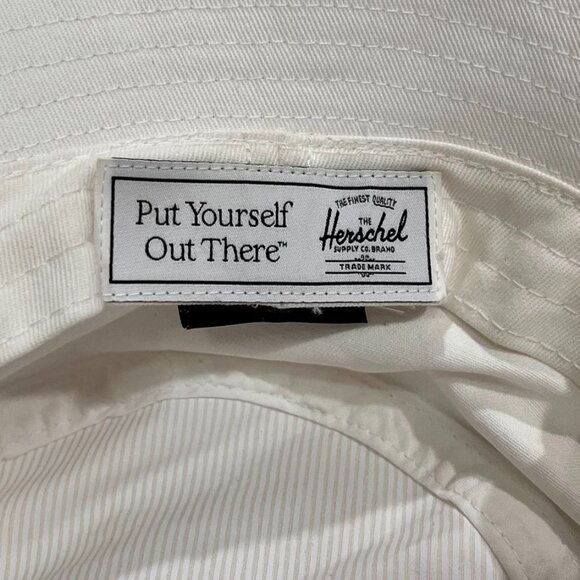 Put Yourself
Out There™
THE FINEST QUALITY
THE
Herschel
SUPPLY CO. BRAND
TRADE MARK